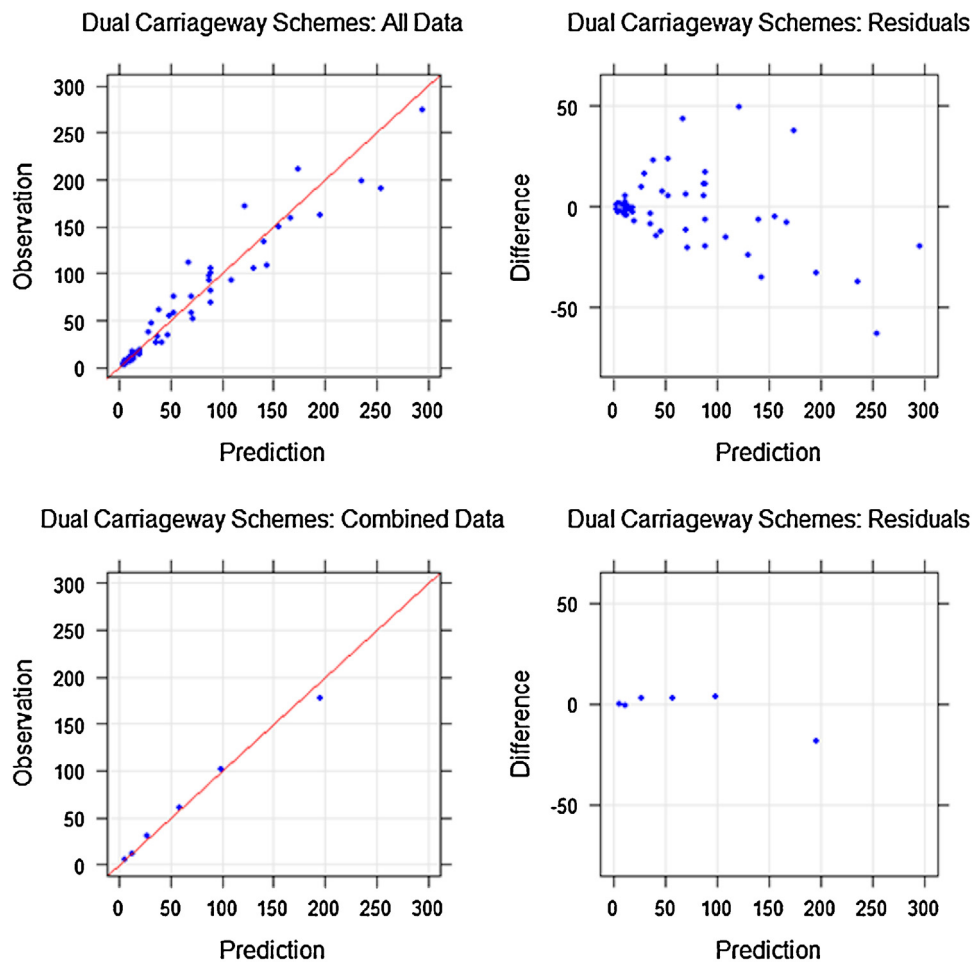 Dual Carriageway Schemes: All Data
300
250
200
150
100
50
0
Observation
0 50 100 150 200 250 300
Prediction
Dual Carriageway Schemes: Residuals
50
0
-50
Difference
0 50 100 150 200 250 300
Prediction
Dual Carriageway Schemes: Combined Data
300
250
200
150
100
50
0
Observation
0 50 100 150 200 250 300
Prediction
Dual Carriageway Schemes: Residuals
50
0
-50
Difference
0 50 100 150 200 250 300
Prediction